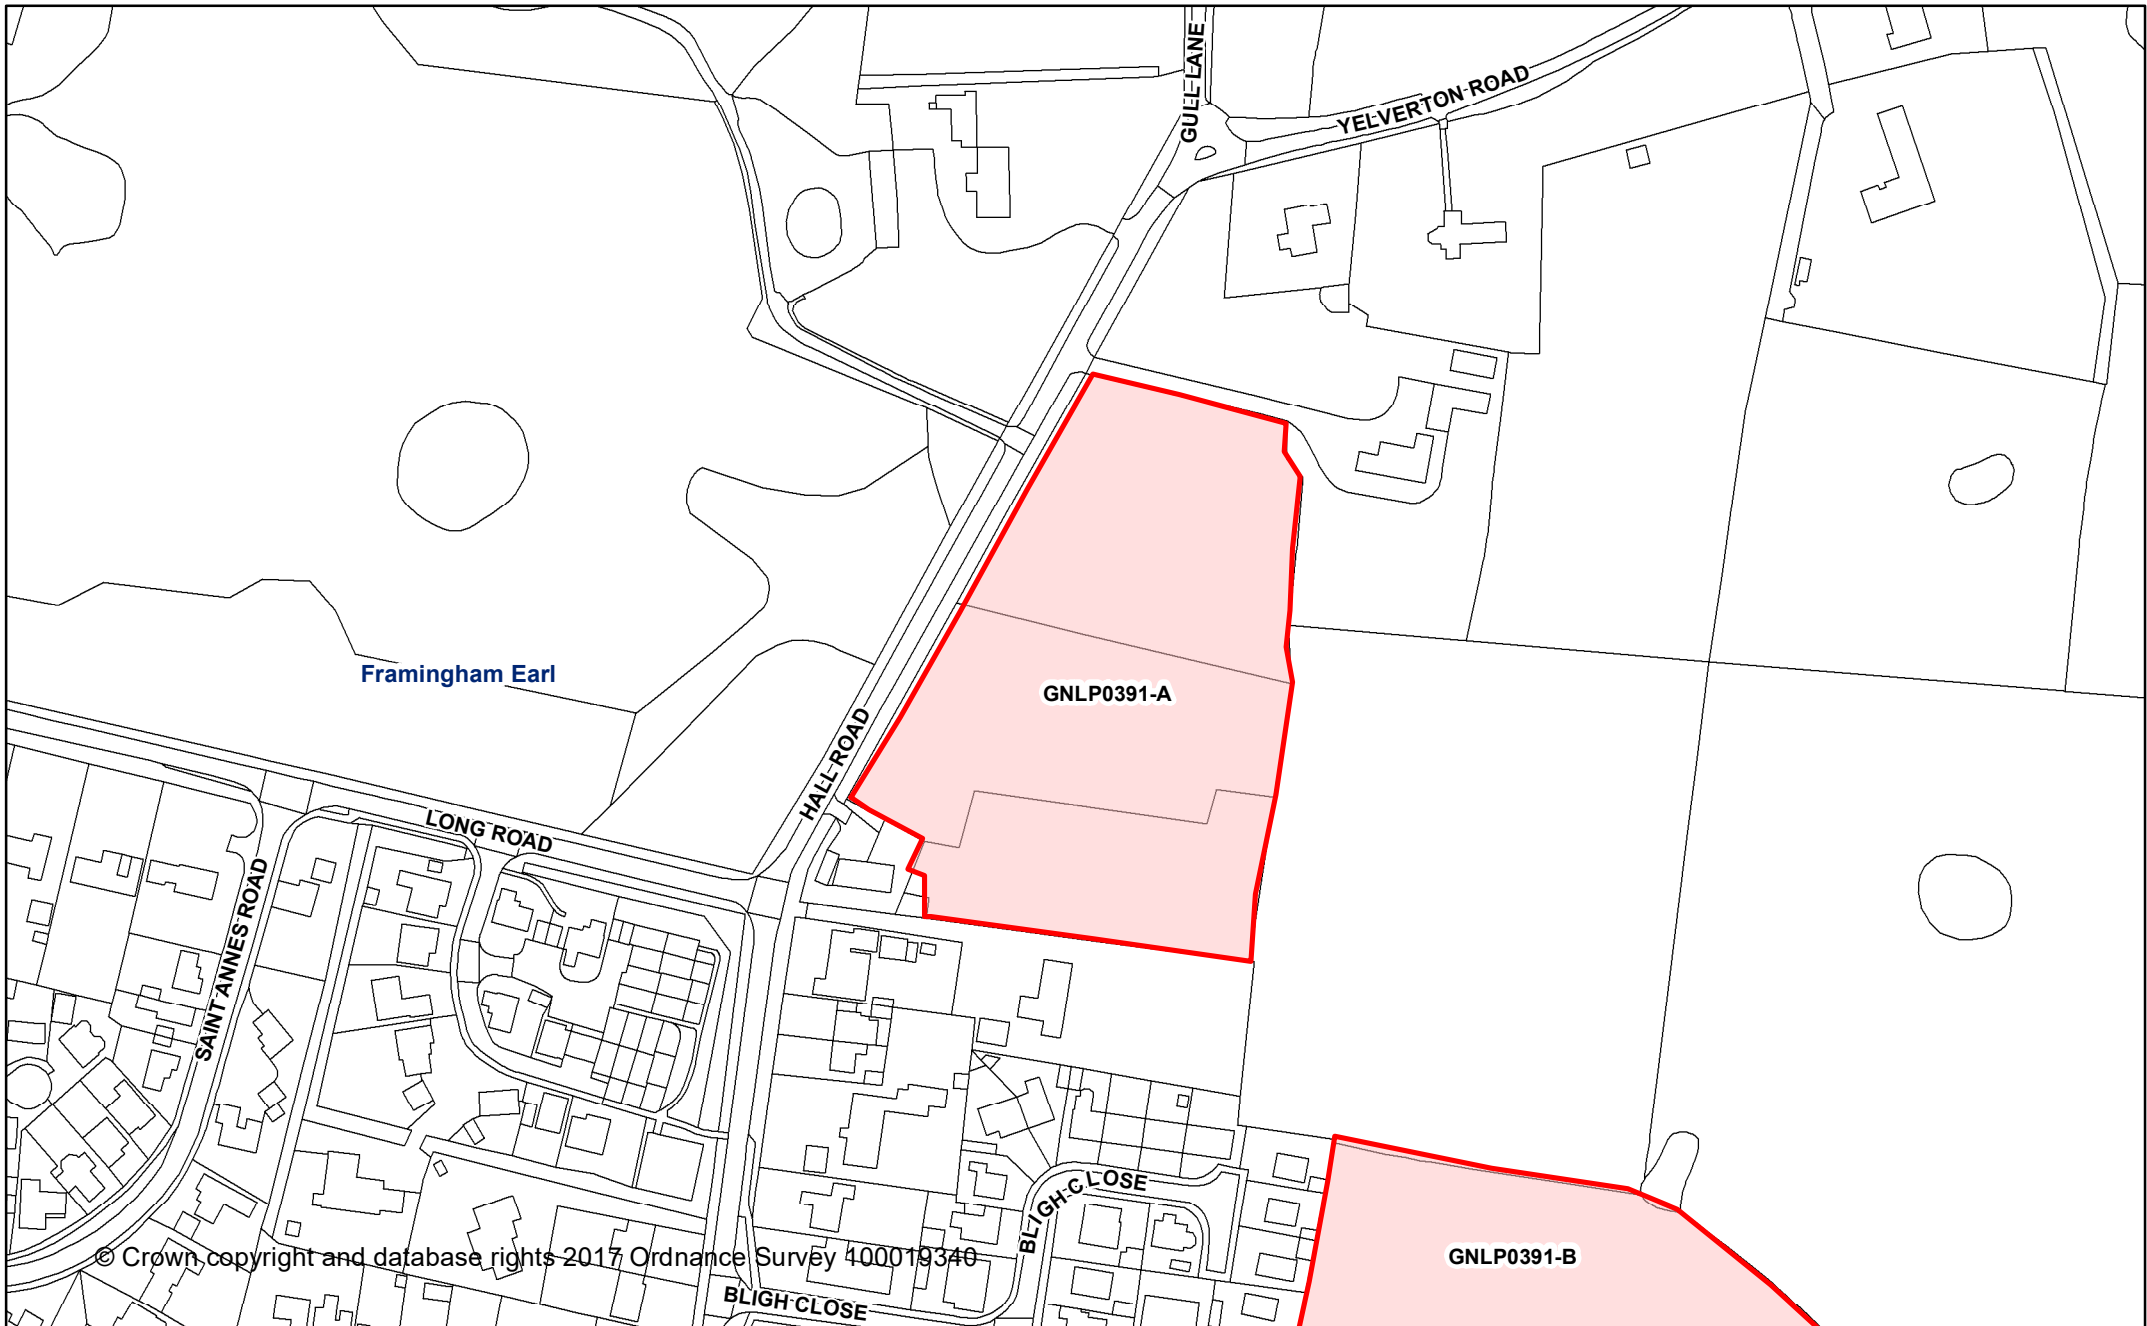 GULL LANE
YELVERTON ROAD
Framingham Earl
GNLP0391-A
HALL ROAD
LONG ROAD
SAINT ANNES ROAD
BLIGH CLOSE
GNLP0391-B
© Crown copyright and database rights 2017 Ordnance Survey 100019340
BLIGH CLOSE